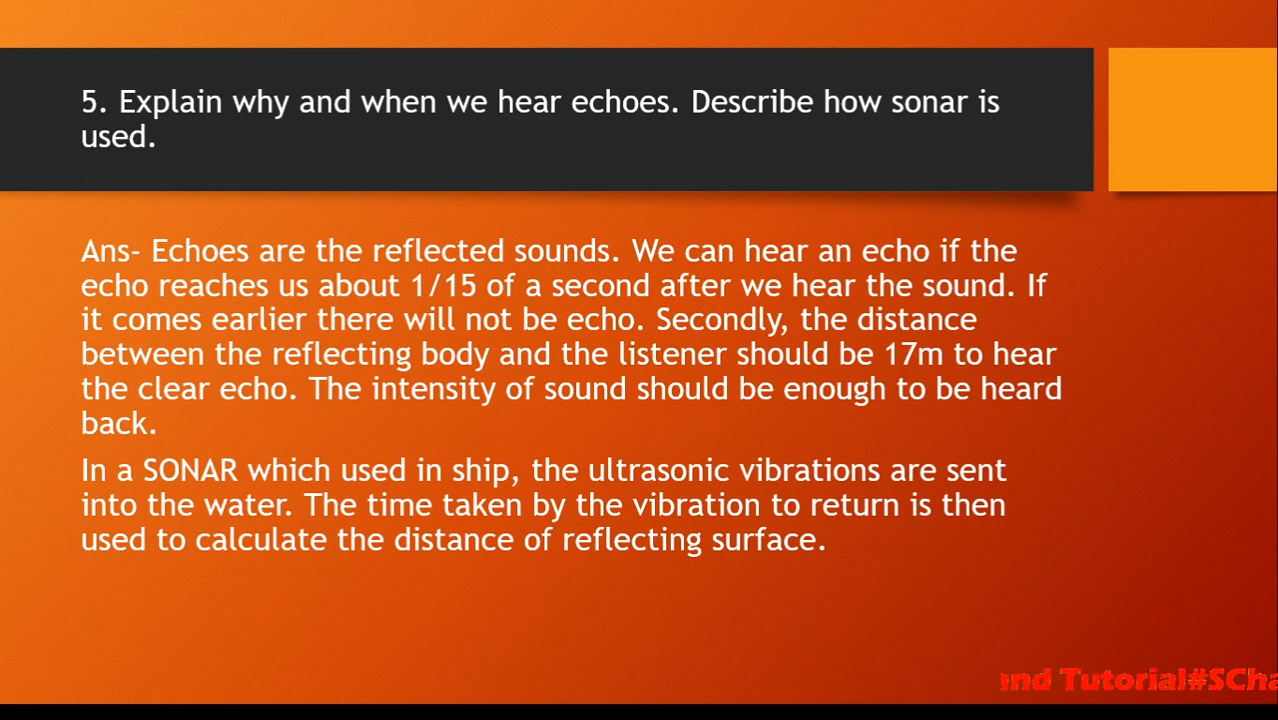 5. Explain why and when we hear echoes. Describe how sonar is
used.
Ans- Echoes are the reflected sounds. We can hear an echo if the
echo reaches us about 1/15 of a second after we hear the sound. If
it comes earlier there will not be echo. Secondly, the distance
between the reflecting body and the listener should be 17m to hear
the clear echo. The intensity of sound should be enough to be heard
back.
In a SONAR which used in ship, the ultrasonic vibrations are sent
into the water. The time taken by the vibration to return is then
used to calculate the distance of reflecting surface.
Tutorial#SCha